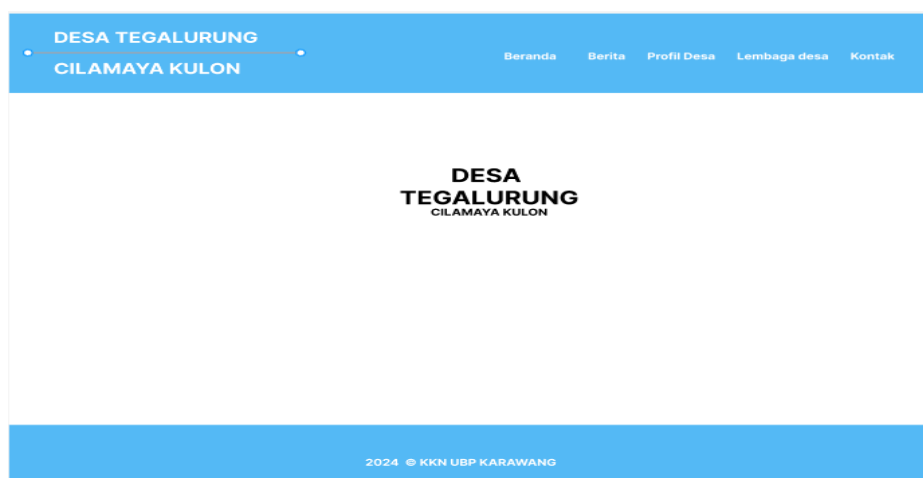 DESA TEGALURUNG
CILAMAYA KULON
Beranda Berita Profil Desa Lembaga desa Kontak
DESA
TEGALURUNG
CILAMAYA KULON
2024 © KKN UBP KARAWANG